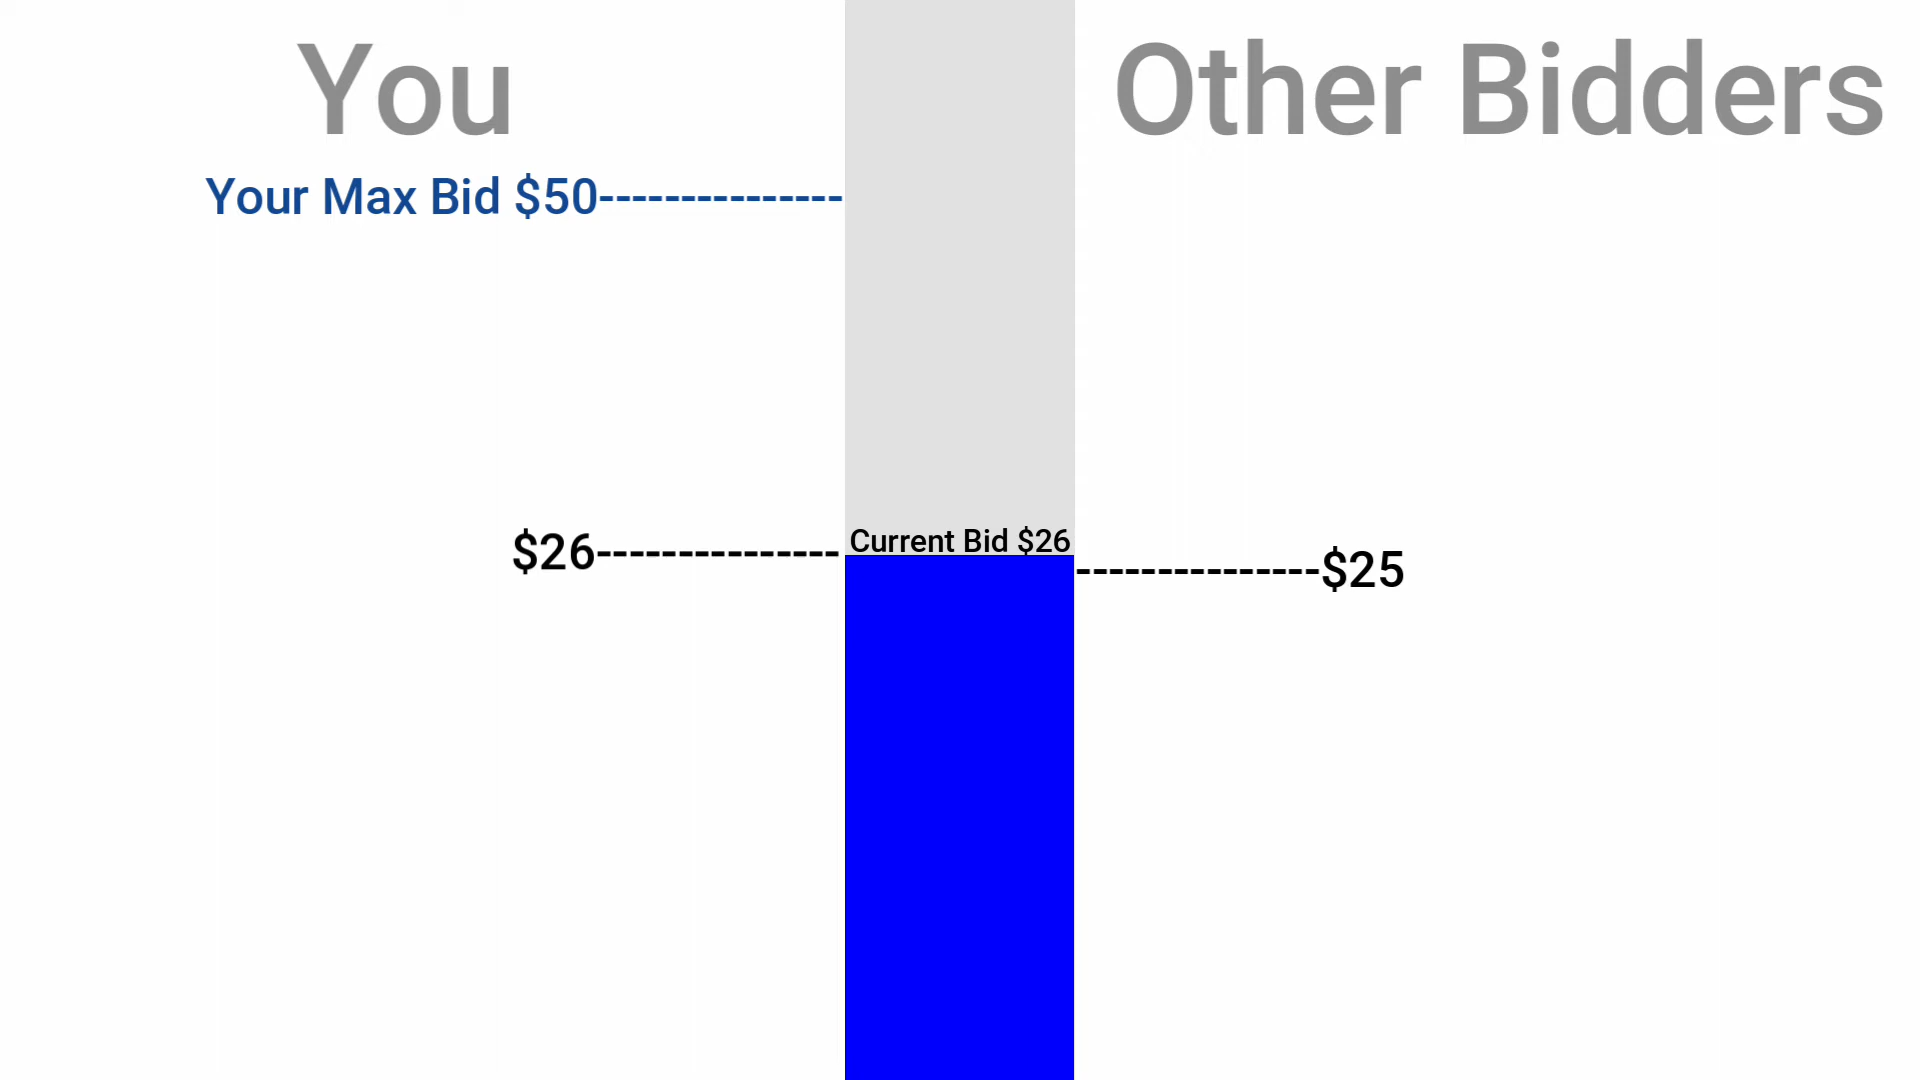 You
Other Bidders
Your Max Bid $50---------------
$26---------------
Current Bid $26
---------------$25